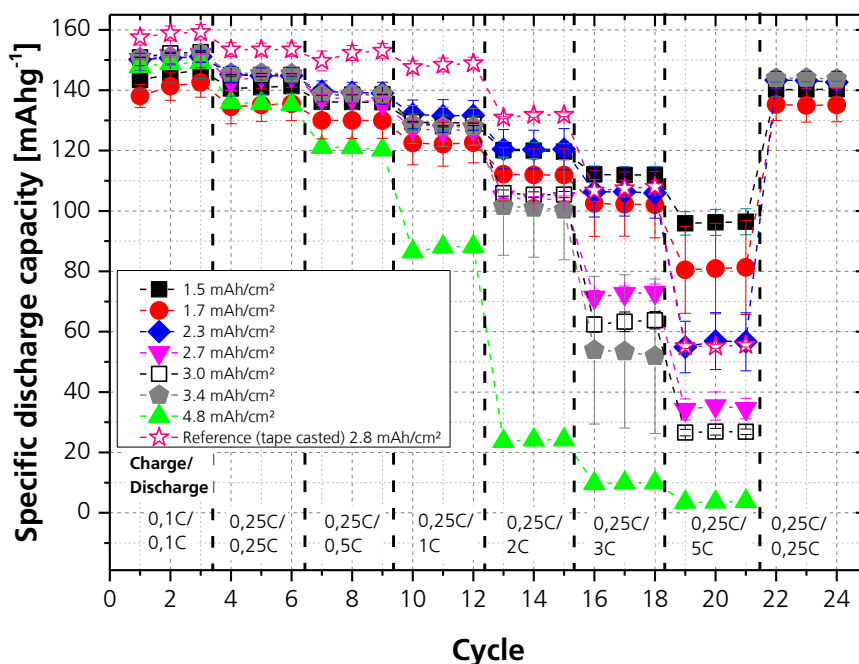 Specific discharge capacity [mAhg⁻¹]
160
140
120
100
80
60
40
20
0
1.5 mAh/cm²
1.7 mAh/cm²
2.3 mAh/cm²
2.7 mAh/cm²
3.0 mAh/cm²
3.4 mAh/cm²
4.8 mAh/cm²
Reference (tape casted) 2.8 mAh/cm²
Charge/
Discharge
0,1C/
0,1C
0,25C/
0,25C
0,25C/
0,5C
0,25C/
1C
0,25C/
2C
0,25C/
3C
0,25C/
5C
0,25C/
0,25C
0 2 4 6 8 10 12 14 16 18 20 22 24
Cycle